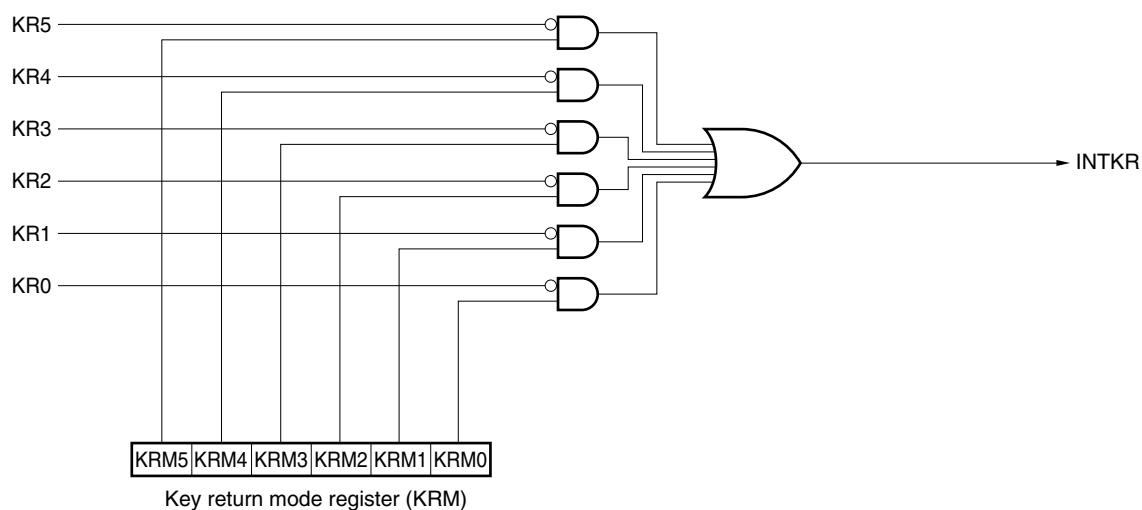 KR5
KR4
KR3
KR2
KR1
KR0
INTKR
KRM5 KRM4 KRM3 KRM2 KRM1 KRM0
Key return mode register (KRM)